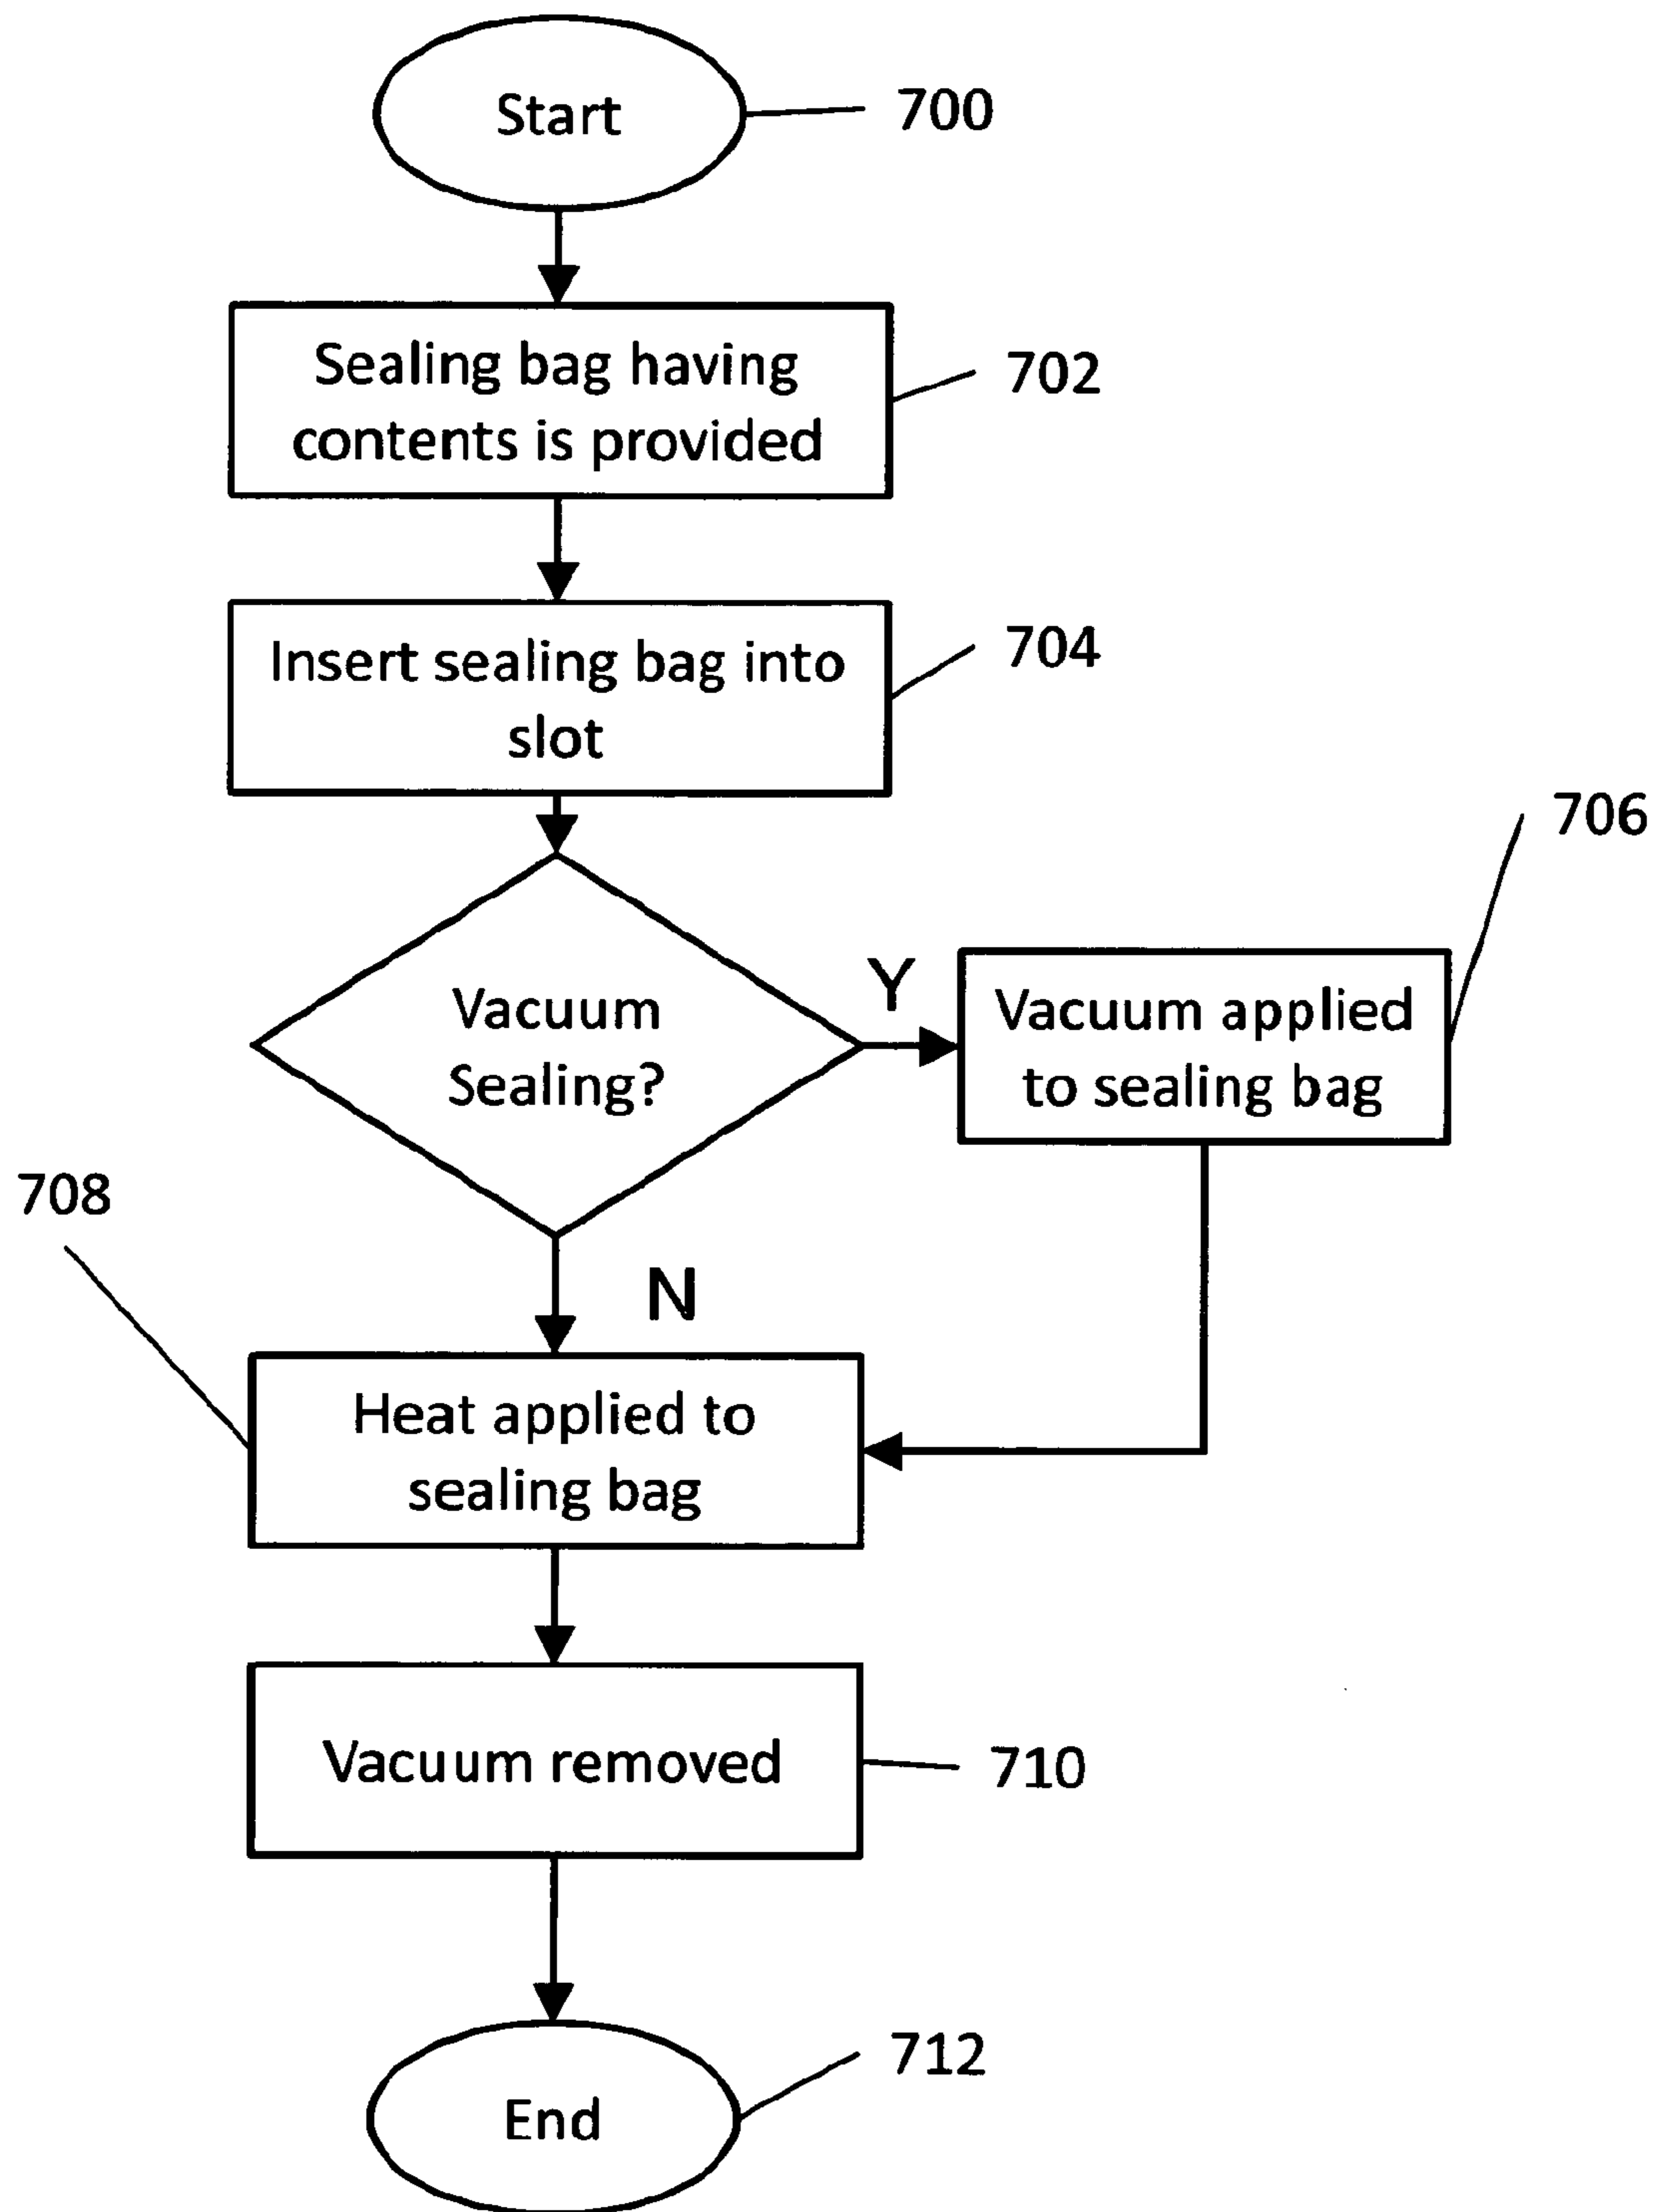 Start
700
Sealing bag having
contents is provided
702
Insert sealing bag into
slot
704
706
Vacuum
Sealing?
Y
Vacuum applied
to sealing bag
708
N
Heat applied to
sealing bag
Vacuum removed
710
712
End